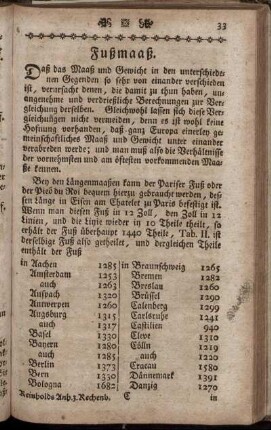 33
Fußmaaß.
Daß das Maaß und Gewicht in den unterschiede-
nen Gegenden so sehr von einander verschieden
ist, verursacht denen, die damit zu thun haben, un-
angenehme und verdrießliche Berechnungen zur Ver-
gleichung derselben. Gleichwohl lassen sich diese Ver-
gleichungen nicht vermeiden, denn es ist wohl keine
Hofnung vorhanden, daß ganz Europa einerley ge-
meinschaftliches Maaß und Gewicht unter einander
verabreden werde; und man muß also die Verhältnisse
der vornehmsten und am öftesten vorkommenden Maa-
ße kennen.
Bey den Längenmaaßen kann der Pariser Fuß oder
der Pied du Roi bequem hierzu gebraucht werden, des-
sen Länge in Eisen am Chatelet zu Paris befestigt ist.
Wenn man diesen Fuß in 12 Zoll, den Zoll in 12
Linien, und die Linie wieder in 10 Theile theilt, so
erhält der Fuß überhaupt 1440 Theile, Tab. II. ist
derselbige Fuß also getheilet, und dergleichen Theile
enthält der Fuß
in Aachen 1285
Amsterdam 1253
auch 1263
Anspach 1320
Antwerpen 1260
Augsburg 1315
auch 1317
Basel 1330
Bayern 1280
auch 1285
Berlin 1373
Bern 1300
Bologna 1682
in Braunschweig 1265
Bremen 1282
Breslau 1260
Brüssel 1290
Calenberg 1299
Carlsruhe 1241
Castilien 940
Cleve 1310
Cölln 1219
auch 1220
Cracau 1580
Dännemark 1391
Danzig 1270
Reinholds Anh. z. Rechenb. C in